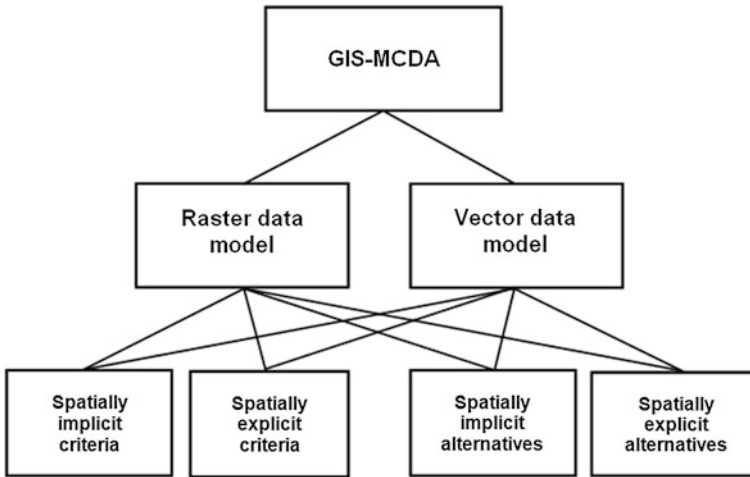 GIS-MCDA
Raster data
model
Vector data
model
Spatially
implicit
criteria
Spatially
explicit
criteria
Spatially
implicit
alternatives
Spatially
explicit
alternatives